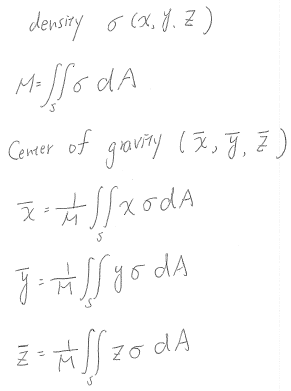 density σ(x, y, z)
M = ∬_S σ dA
Center of gravity (x̄, ȳ, z̄)
x̄ = 1/M ∬_S x σ dA
ȳ = 1/M ∬_S y σ dA
z̄ = 1/M ∬_S z σ dA